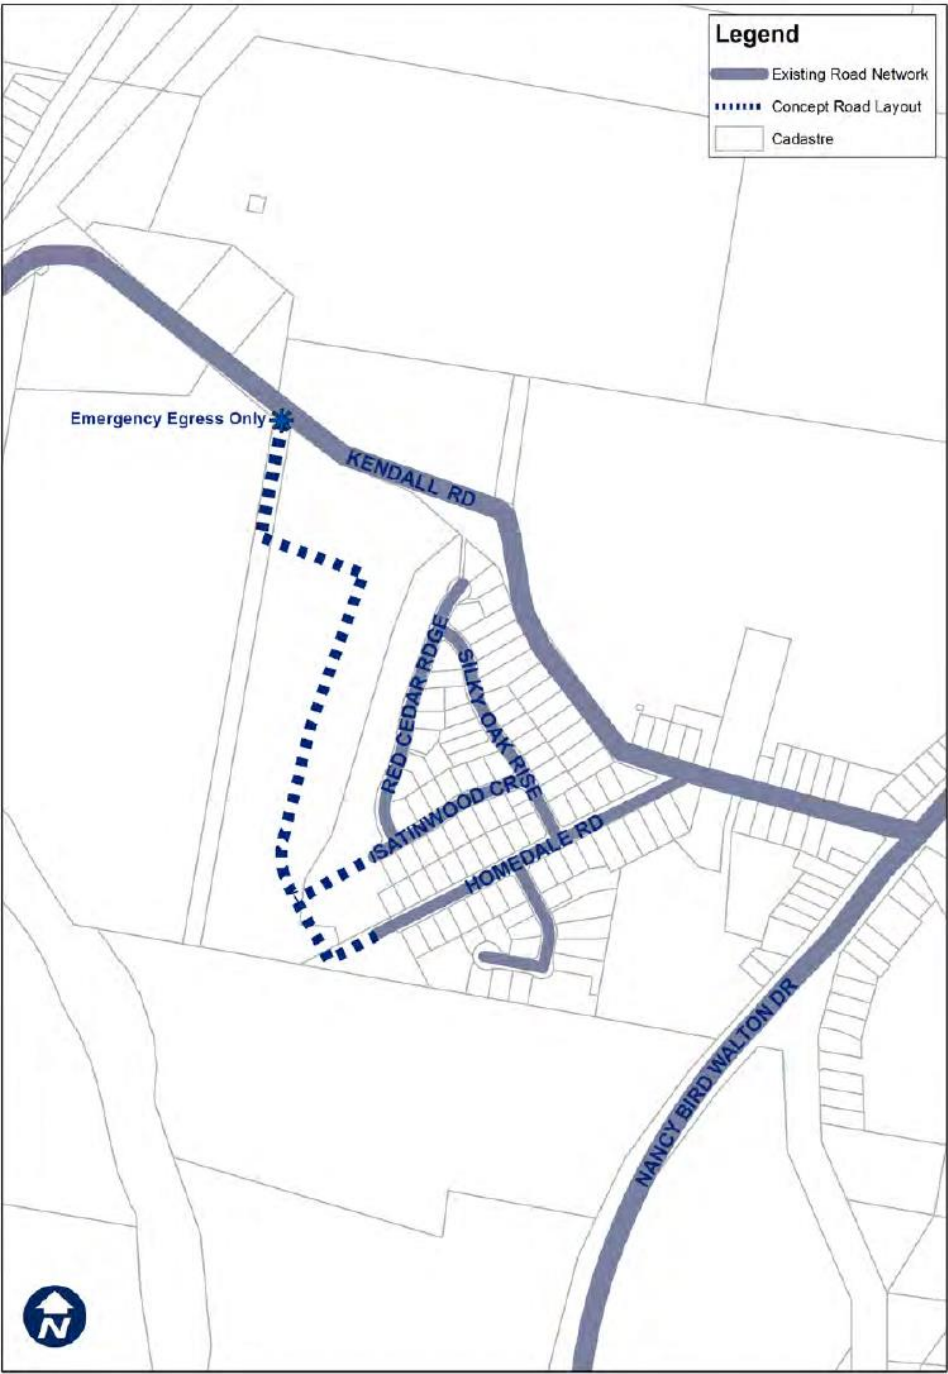 Legend
Existing Road Network
Concept Road Layout
Cadastre
Emergency Egress Only
KENDALL RD
RED CEDAR RDGE
SILKY OAK RISE
SATINWOOD CR
HOMEDALE RD
NANCY BIRD WALTON DR
N